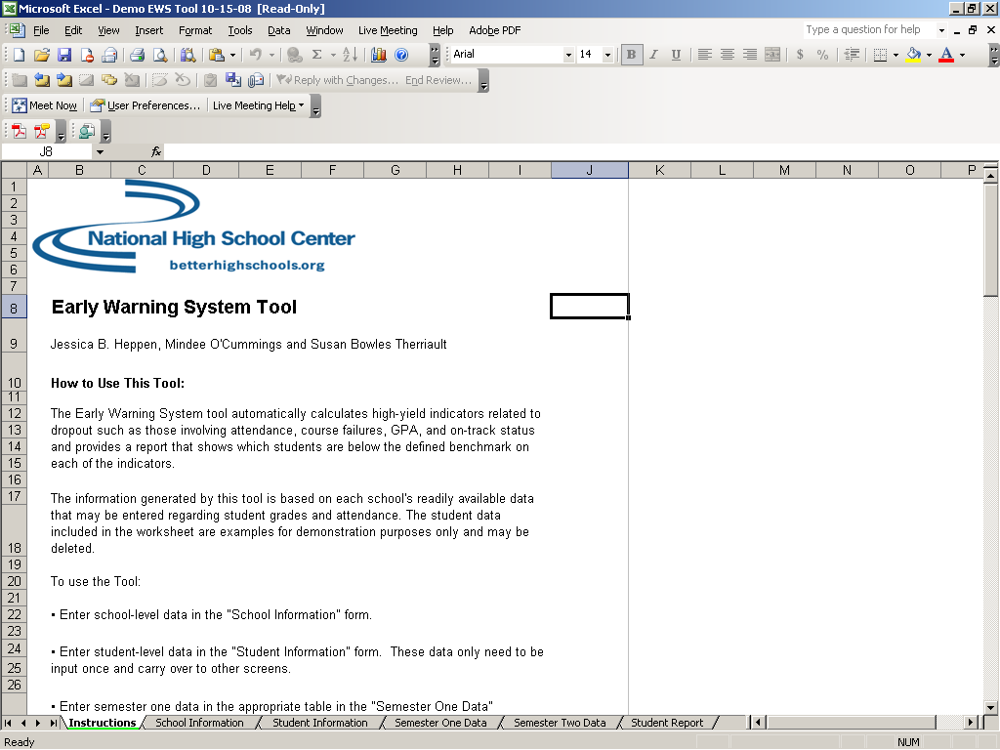 Microsoft Excel - Demo EWS Tool 10-15-08 [Read-Only]
File Edit View Insert Format Tools Data Window Live Meeting Help Adobe PDF
Type a question for help
Arial 14 B I U $ %
Reply with Changes... End Review...
Meet Now User Preferences... Live Meeting Help
J8 fx
A B C D E F G H I J K L M N O P
1
2
3
4
National High School Center
5
6
betterhighschools.org
7
8 Early Warning System Tool
9 Jessica B. Heppen, Mindee O'Cummings and Susan Bowles Therriault
10 How to Use This Tool:
11
12 The Early Warning System tool automatically calculates high-yield indicators related to
13 dropout such as those involving attendance, course failures, GPA, and on-track status
14 and provides a report that shows which students are below the defined benchmark on
15 each of the indicators.
16
17 The information generated by this tool is based on each school's readily available data
that may be entered regarding student grades and attendance. The student data
included in the worksheet are examples for demonstration purposes only and may be
18 deleted.
19
20 To use the Tool:
21
22 • Enter school-level data in the "School Information" form.
23
24 • Enter student-level data in the "Student Information" form. These data only need to be
25 input once and carry over to other screens.
26
• Enter semester one data in the appropriate table in the "Semester One Data"
Instructions School Information Student Information Semester One Data Semester Two Data Student Report
Ready NUM